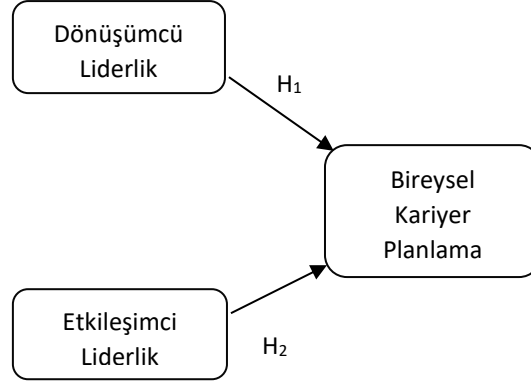 Dönüşümcü
Liderlik
H₁
Bireysel
Kariyer
Planlama
Etkileşimci
Liderlik
H₂